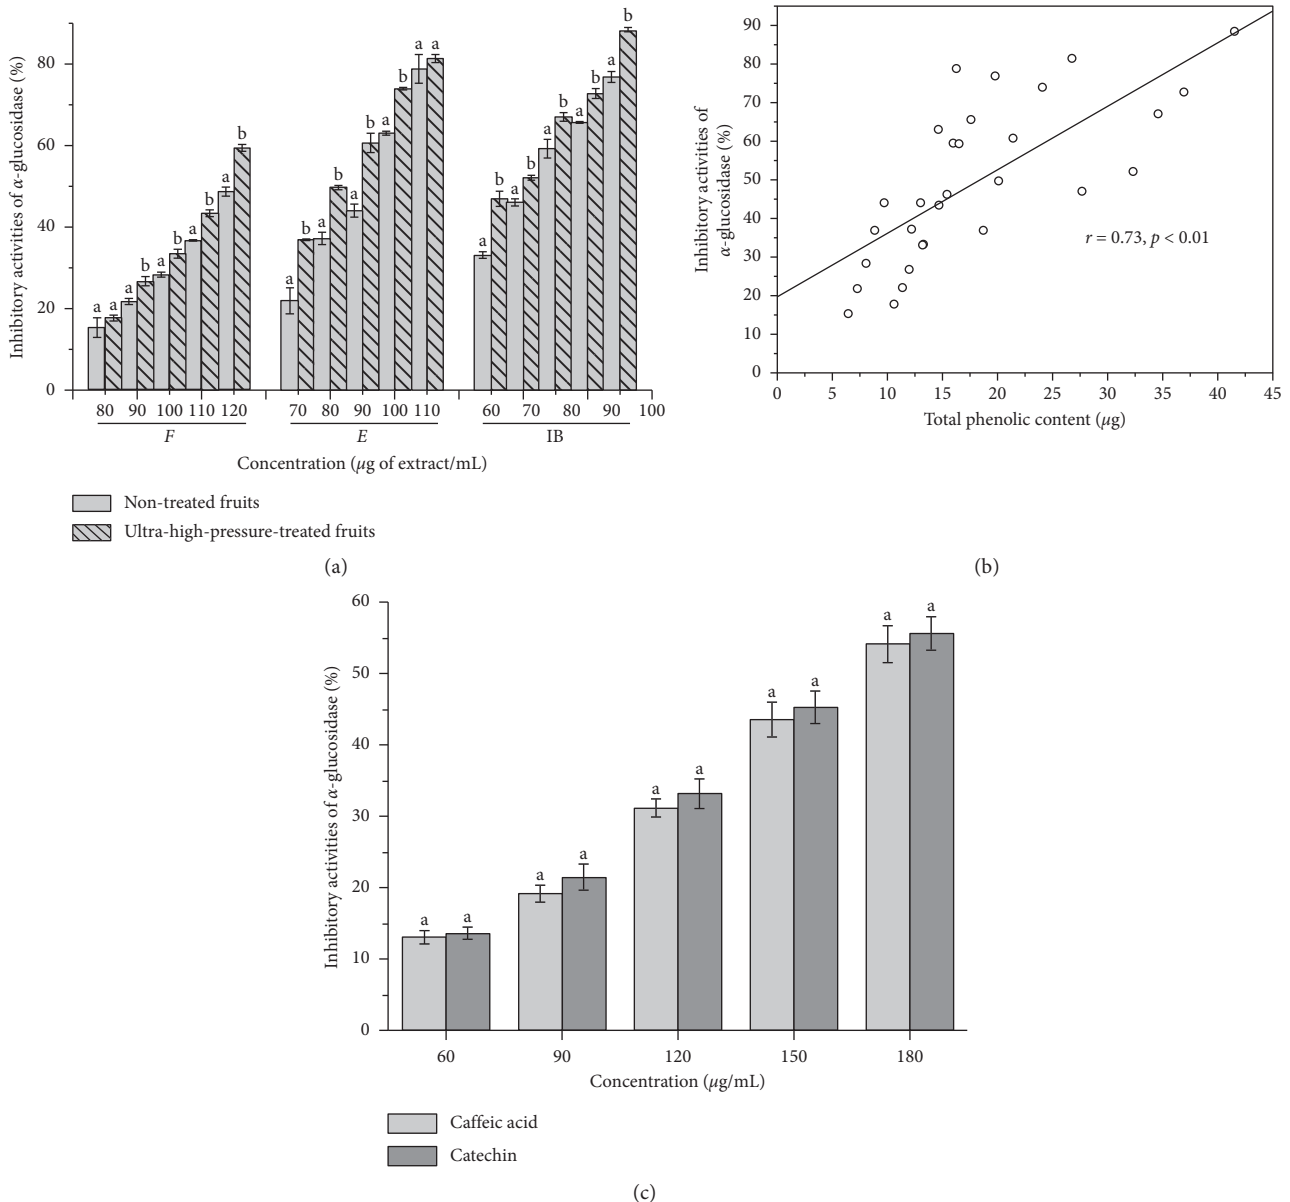 Inhibitory activities of α-glucosidase (%)
80
60
40
20
0
a a a b a b a b a b
a b a b a b a b a a
a b a b a b a b a b
80 90 100 110 120 70 80 90 100 110 60 70 80 90 100
F E IB
Concentration (μg of extract/mL)
Non-treated fruits
Ultra-high-pressure-treated fruits
(a)
Inhibitory activities of
α-glucosidase (%)
90
80
70
60
50
40
30
20
10
0
r = 0.73, p < 0.01
0 5 10 15 20 25 30 35 40 45
Total phenolic content (μg)
(b)
Inhibitory activities of α-glucosidase (%)
60
50
40
30
20
10
0
a a a a a a a a a a
60 90 120 150 180
Concentration (μg/mL)
Caffeic acid
Catechin
(c)